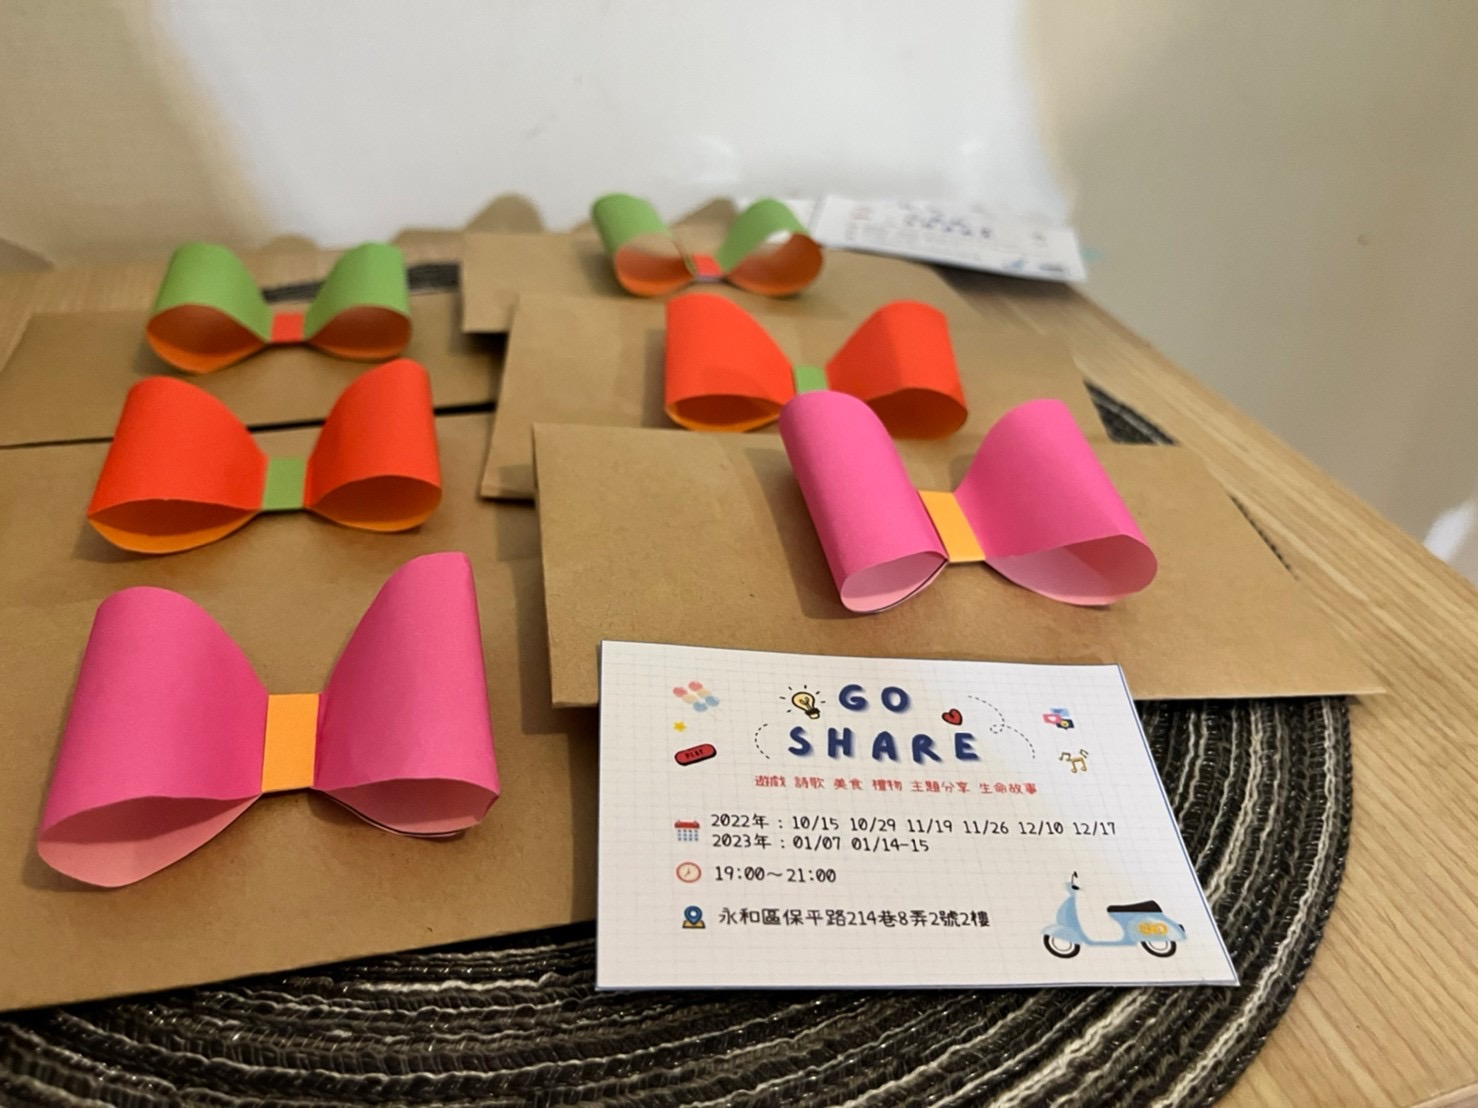 GO
SHARE
遊戲 詩歌 美食 禮物 主題分享 生命故事
2022年：10/15 10/29 11/19 11/26 12/10 12/17
2023年：01/07 01/14-15
19:00～21:00
永和區保平路214巷8弄2號2樓
GO